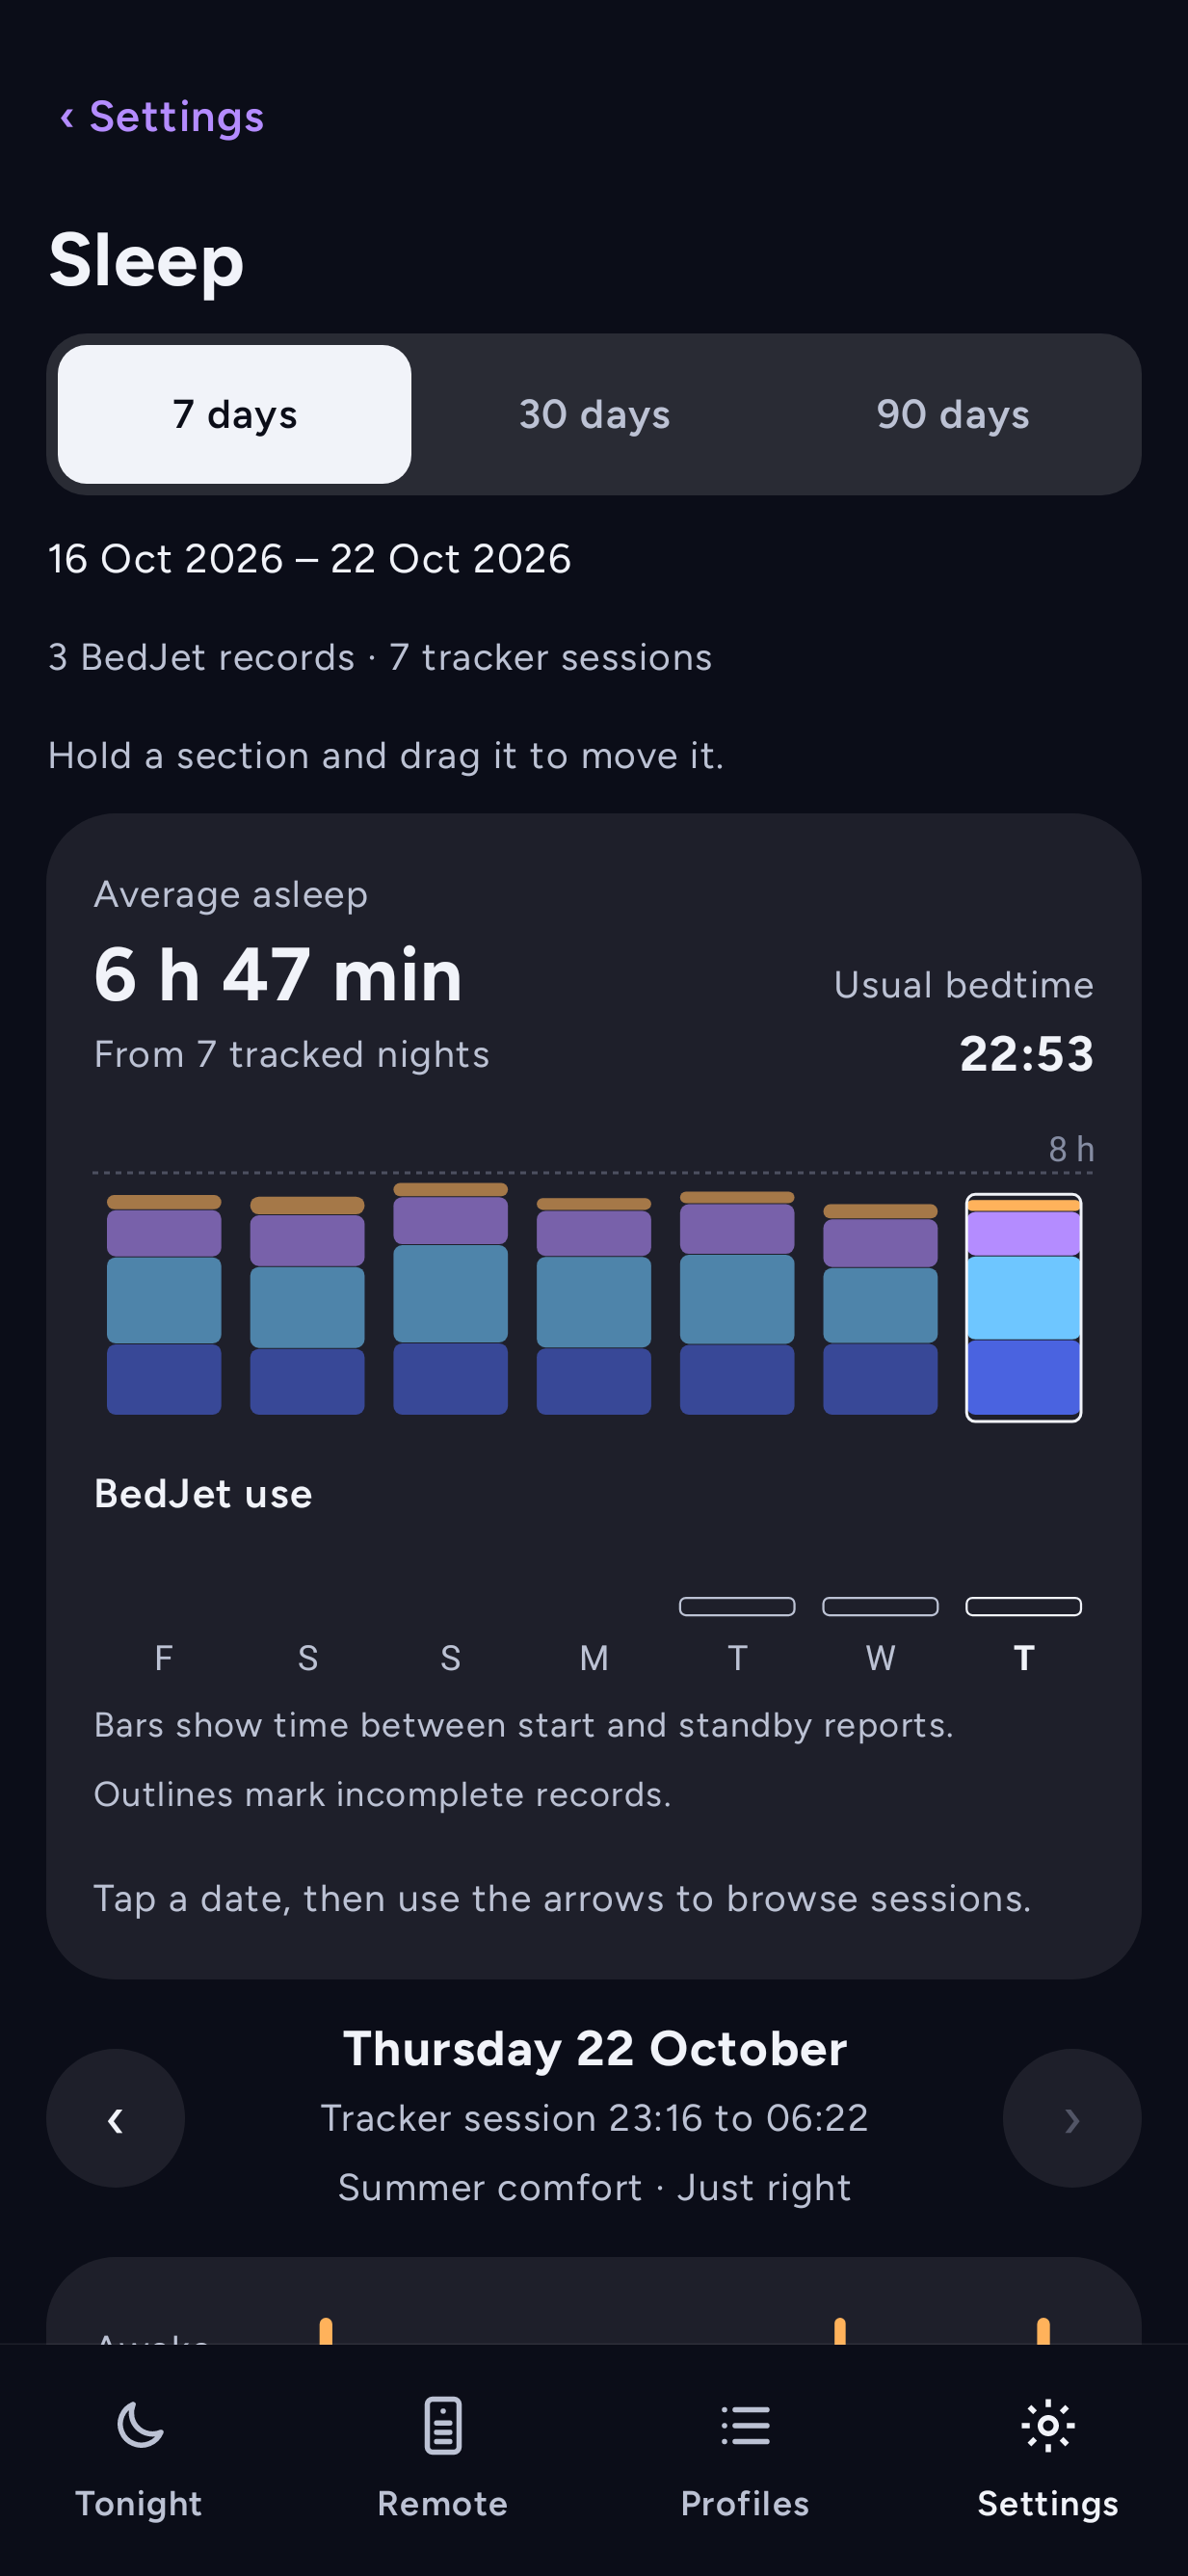 ‹ Settings
Sleep
7 days
30 days
90 days
16 Oct 2026 – 22 Oct 2026
3 BedJet records · 7 tracker sessions
Hold a section and drag it to move it.
Average asleep
6 h 47 min
From 7 tracked nights
Usual bedtime
22:53
8 h
BedJet use
F S S M T W T
Bars show time between start and standby reports.
Outlines mark incomplete records.
Tap a date, then use the arrows to browse sessions.
‹
Thursday 22 October
Tracker session 23:16 to 06:22
Summer comfort · Just right
›
Awake
Tonight
Remote
Profiles
Settings